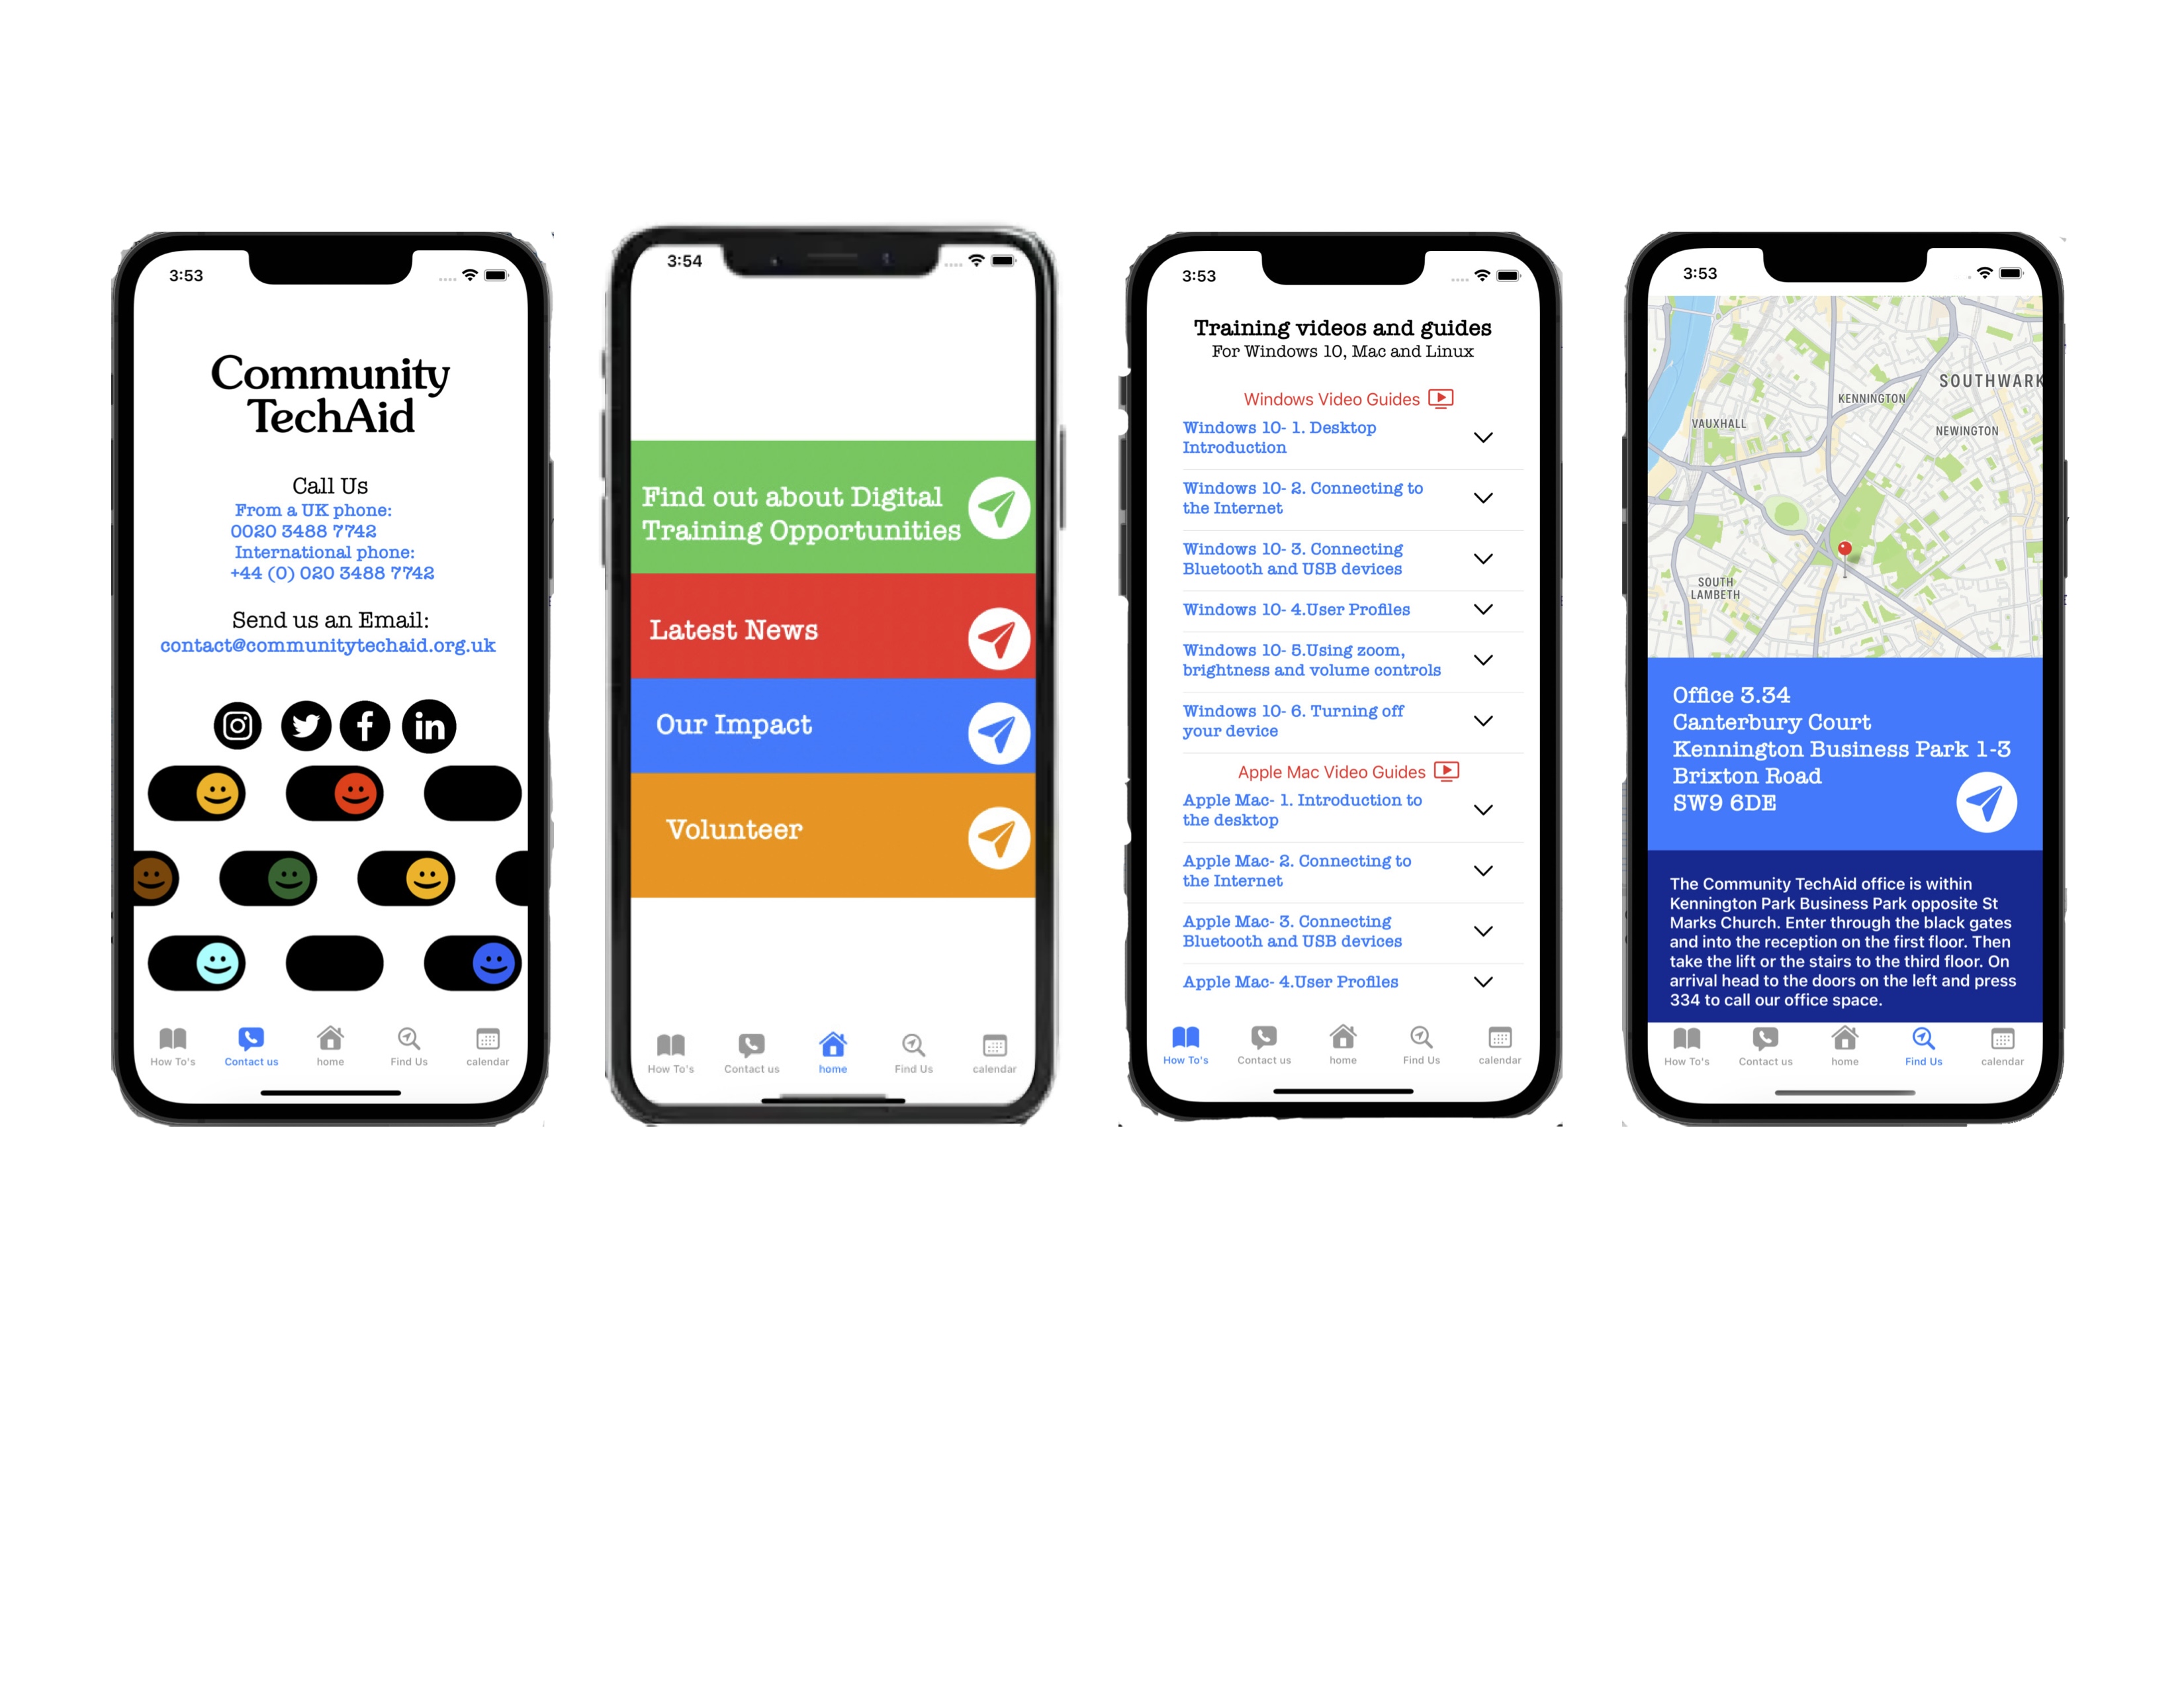 3:53
Community
TechAid
Call Us
From a UK phone:
0020 3488 7742
International phone:
+44 (0) 020 3488 7742
Send us an Email:
contact@communitytechaid.org.uk
in
How To's
Contact us
home
Find Us
calendar
3:54
Find out about Digital
Training Opportunities
Latest News
Our Impact
Volunteer
How To's
Contact us
home
Find Us
calendar
3:53
Training videos and guides
For Windows 10, Mac and Linux
Windows Video Guides
Windows 10- 1. Desktop
Introduction
Windows 10- 2. Connecting to
the Internet
Windows 10- 3. Connecting
Bluetooth and USB devices
Windows 10- 4.User Profiles
Windows 10- 5.Using zoom,
brightness and volume controls
Windows 10- 6. Turning off
your device
Apple Mac Video Guides
Apple Mac- 1. Introduction to
the desktop
Apple Mac- 2. Connecting to
the Internet
Apple Mac- 3. Connecting
Bluetooth and USB devices
Apple Mac- 4.User Profiles
How To's
Contact us
home
Find Us
calendar
3:53
SOUTHWARK
KENNINGTON
VAUXHALL
NEWINGTON
SOUTH
LAMBETH
Office 3.34
Canterbury Court
Kennington Business Park 1-3
Brixton Road
SW9 6DE
The Community TechAid office is within
Kennington Park Business Park opposite St
Marks Church. Enter through the black gates
and into the reception on the first floor. Then
take the lift or the stairs to the third floor. On
arrival head to the doors on the left and press
334 to call our office space.
How To's
Contact us
home
Find Us
calendar